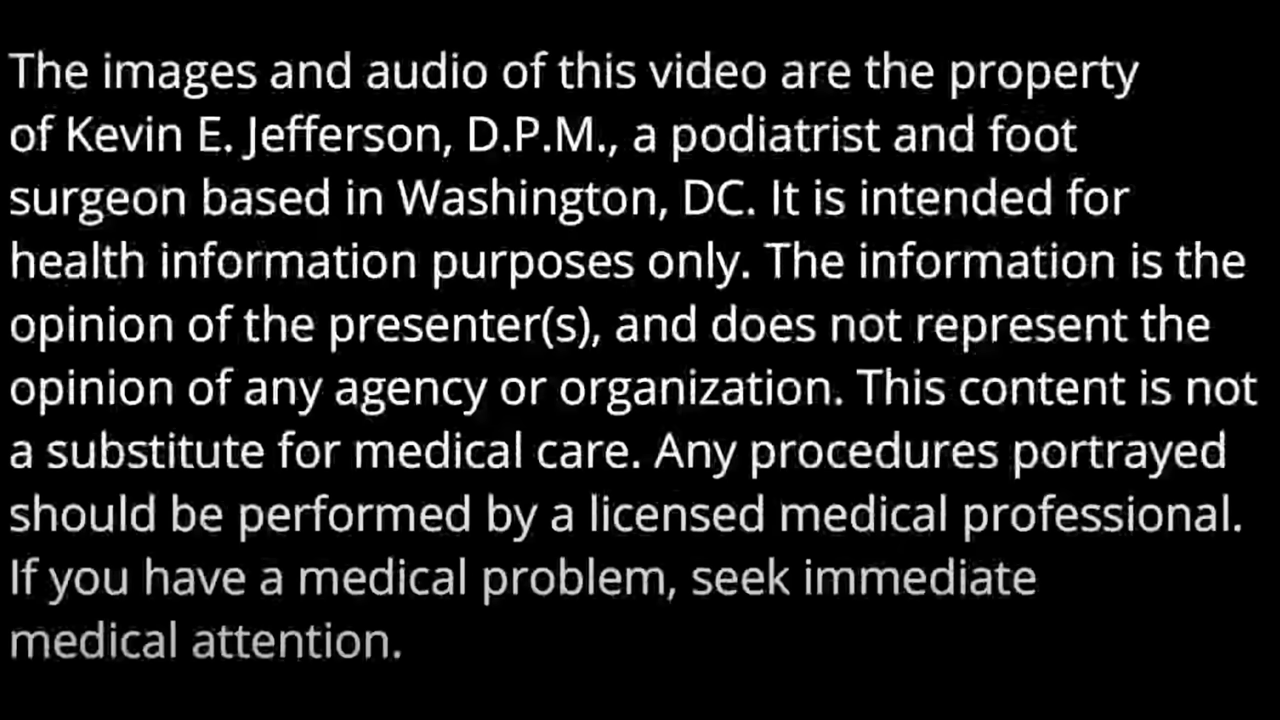 The images and audio of this video are the property
of Kevin E. Jefferson, D.P.M., a podiatrist and foot
surgeon based in Washington, DC. It is intended for
health information purposes only. The information is the
opinion of the presenter(s), and does not represent the
opinion of any agency or organization. This content is not
a substitute for medical care. Any procedures portrayed
should be performed by a licensed medical professional.
If you have a medical problem, seek immediate
medical attention.